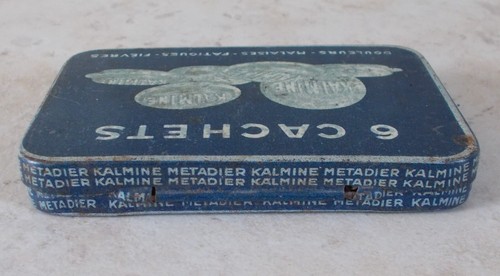 DOULEURS - MALAISES - FATIGUES - FIÈVRES
KALMINE
KALMINE
6 CACHETS
METADIER KALMINE METADIER KALMINE METADIER KALMINE
METADIER KALMINE METADIER KALMINE METADIER KALMINE
METADIER KALMINE METADIER KALMINE METADIER KALMINE